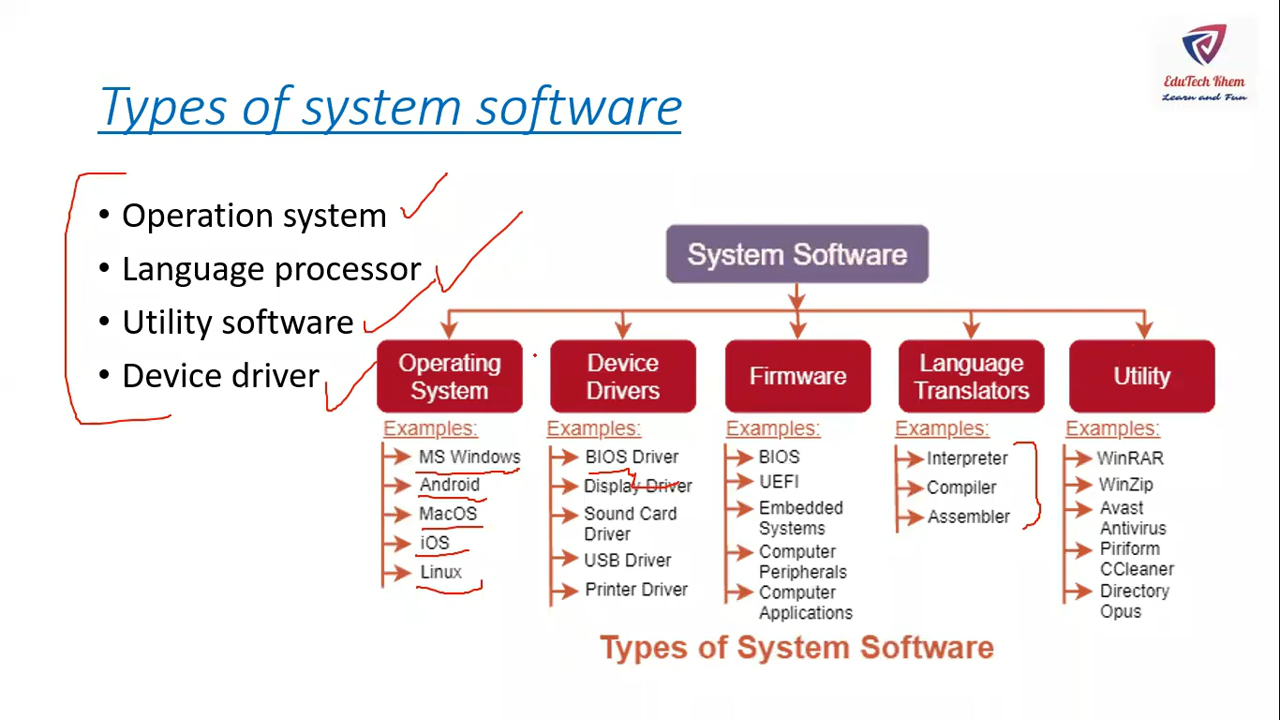 EduTech Khem
Learn and Fun
Types of system software
• Operation system
• Language processor
• Utility software
• Device driver
System Software
Operating
System
Examples:
MS Windows
Android
MacOS
iOS
Linux
Device
Drivers
Examples:
BIOS Driver
Display Driver
Sound Card
Driver
USB Driver
Printer Driver
Firmware
Examples:
BIOS
UEFI
Embedded
Systems
Computer
Peripherals
Computer
Applications
Language
Translators
Examples:
Interpreter
Compiler
Assembler
Utility
Examples:
WinRAR
WinZip
Avast
Antivirus
Piriform
CCleaner
Directory
Opus
Types of System Software